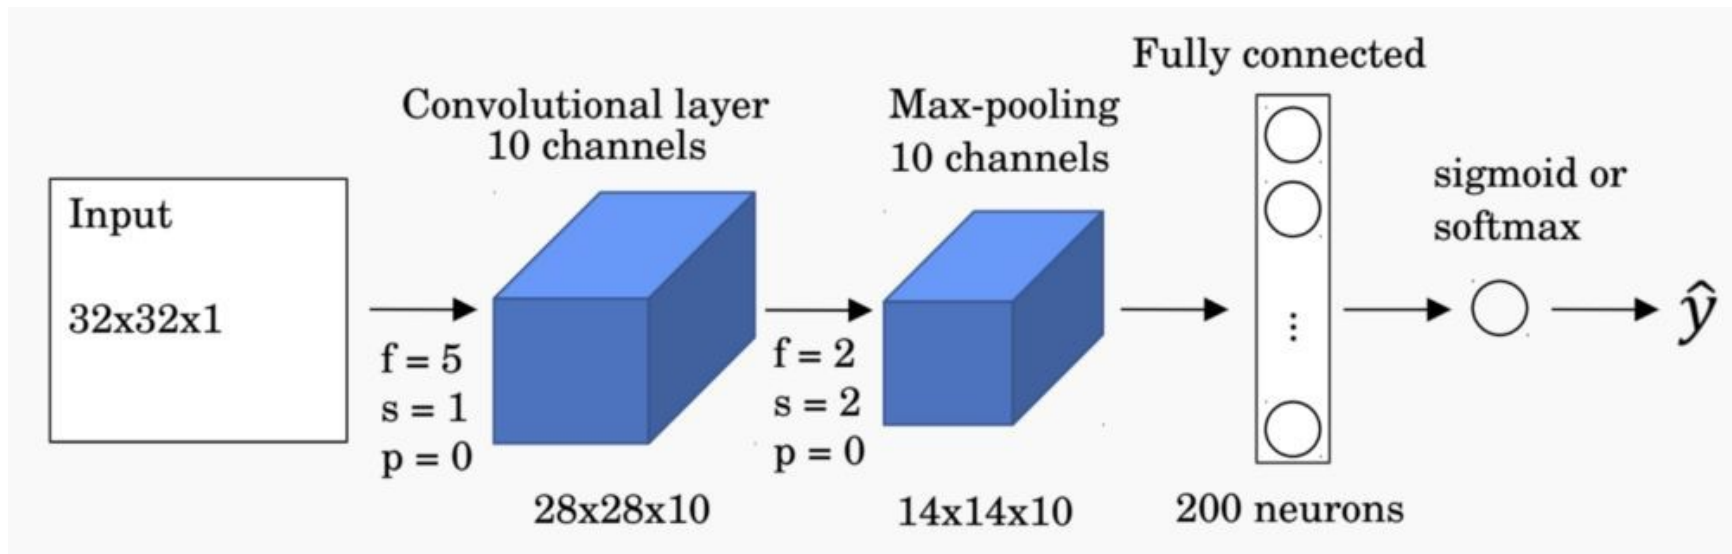 Input
32x32x1
f = 5
s = 1
p = 0
Convolutional layer
10 channels
28x28x10
f = 2
s = 2
p = 0
Max-pooling
10 channels
14x14x10
Fully connected
...
200 neurons
sigmoid or
softmax
ŷ